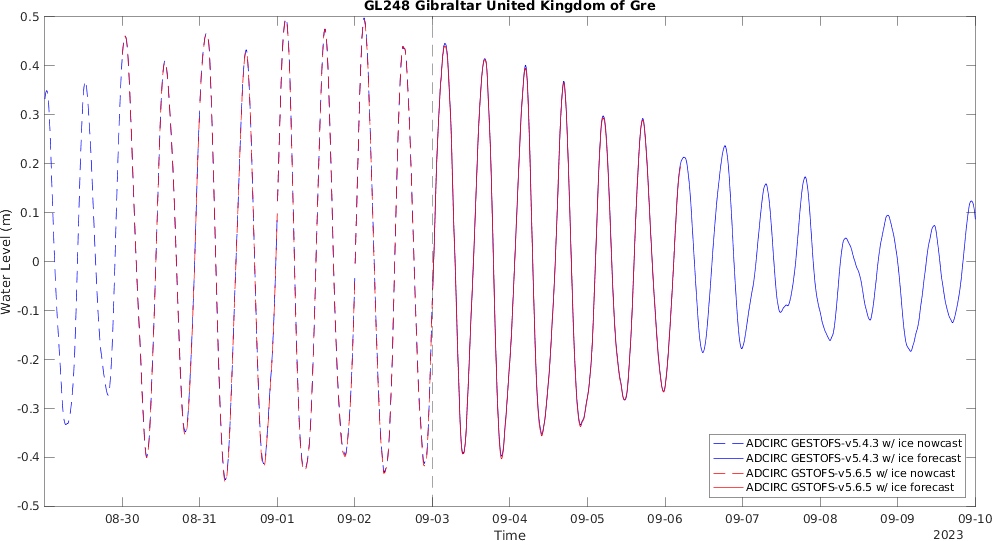 GL248 Gibraltar United Kingdom of Gre
0.5
0.4
0.3
0.2
0.1
0
-0.1
-0.2
-0.3
-0.4
-0.5
Water Level (m)
08-30 08-31 09-01 09-02 09-03 09-04 09-05 09-06 09-07 09-08 09-09 09-10
Time
2023
ADCIRC GESTOFS-v5.4.3 w/ ice nowcast
ADCIRC GESTOFS-v5.4.3 w/ ice forecast
ADCIRC GSTOFS-v5.6.5 w/ ice nowcast
ADCIRC GSTOFS-v5.6.5 w/ ice forecast